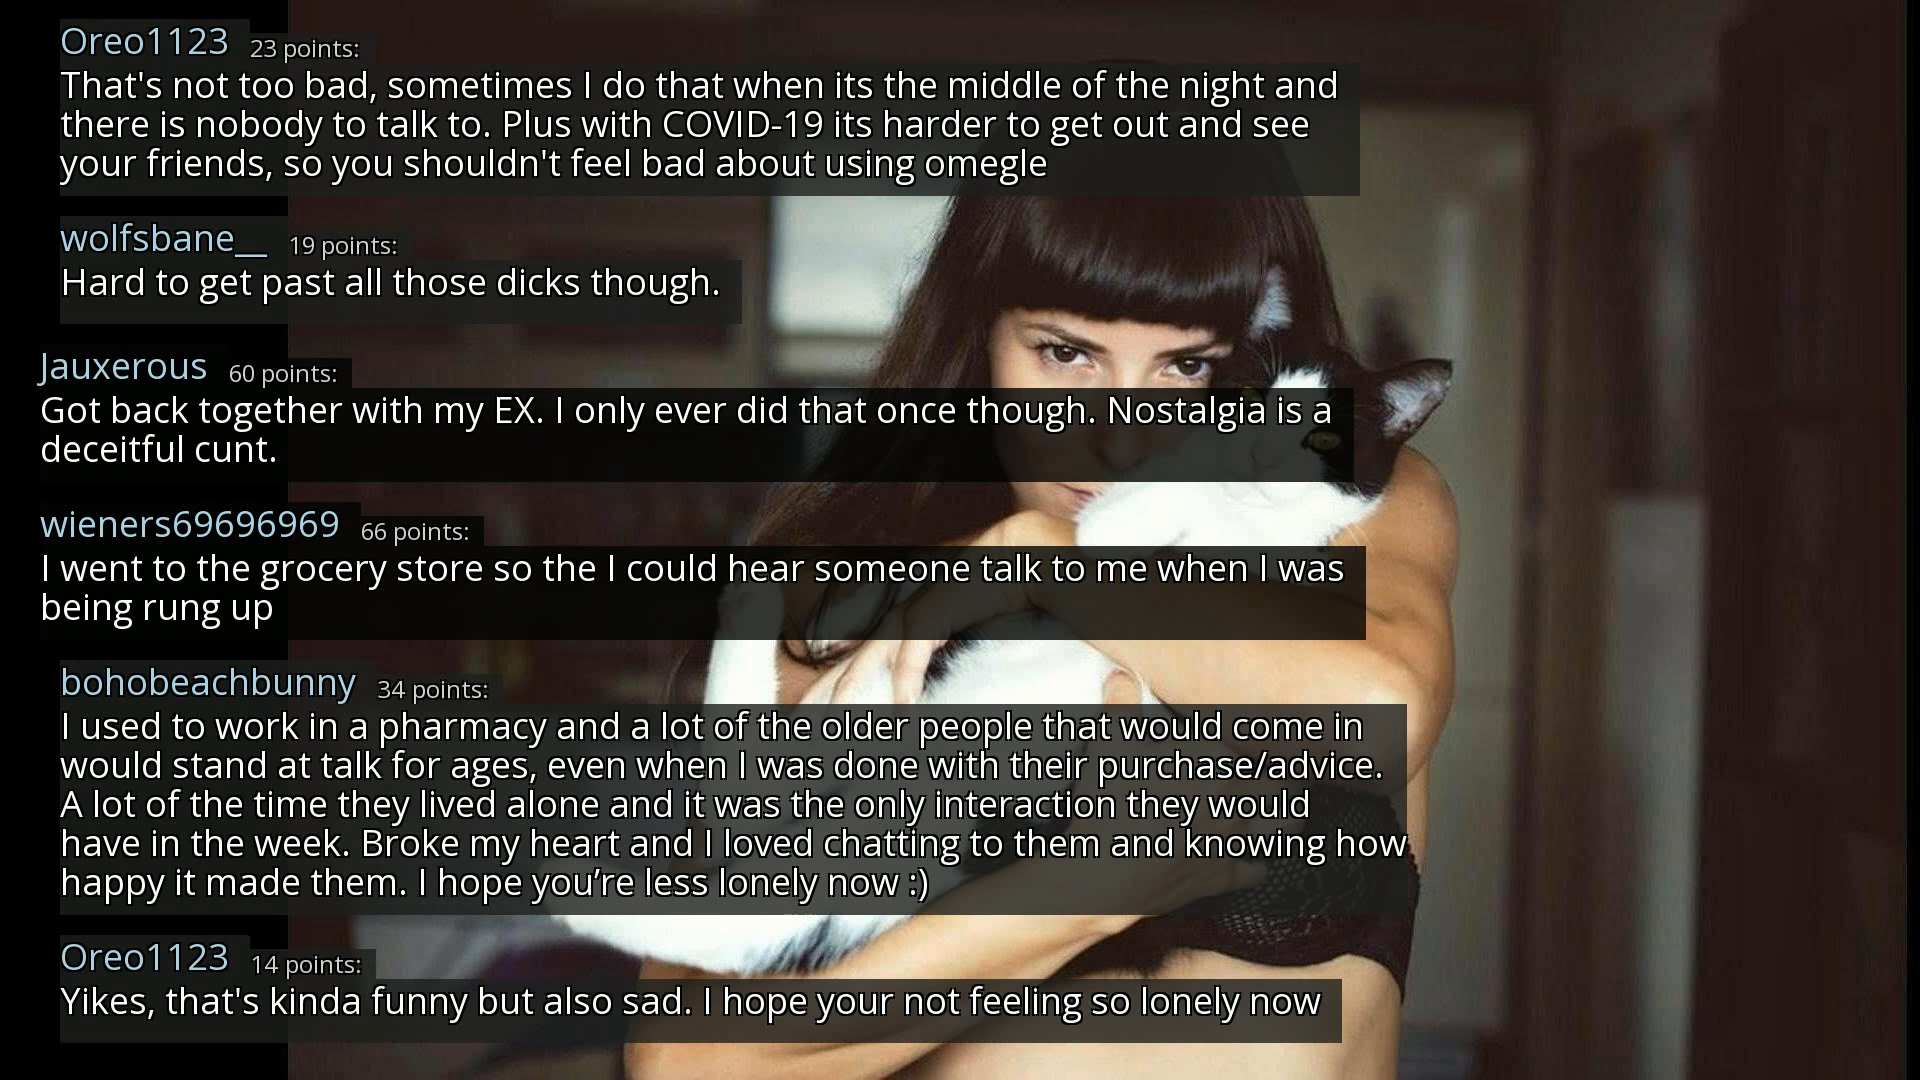 Oreo1123 23 points:
That's not too bad, sometimes I do that when its the middle of the night and
there is nobody to talk to. Plus with COVID-19 its harder to get out and see
your friends, so you shouldn't feel bad about using omegle
wolfsbane__ 19 points:
Hard to get past all those dicks though.
Jauxerous 60 points:
Got back together with my EX. I only ever did that once though. Nostalgia is a
deceitful cunt.
wieners69696969 66 points:
I went to the grocery store so the I could hear someone talk to me when I was
being rung up
bohobeachbunny 34 points:
I used to work in a pharmacy and a lot of the older people that would come in
would stand at talk for ages, even when I was done with their purchase/advice.
A lot of the time they lived alone and it was the only interaction they would
have in the week. Broke my heart and I loved chatting to them and knowing how
happy it made them. I hope you’re less lonely now :)
Oreo1123 14 points:
Yikes, that's kinda funny but also sad. I hope your not feeling so lonely now